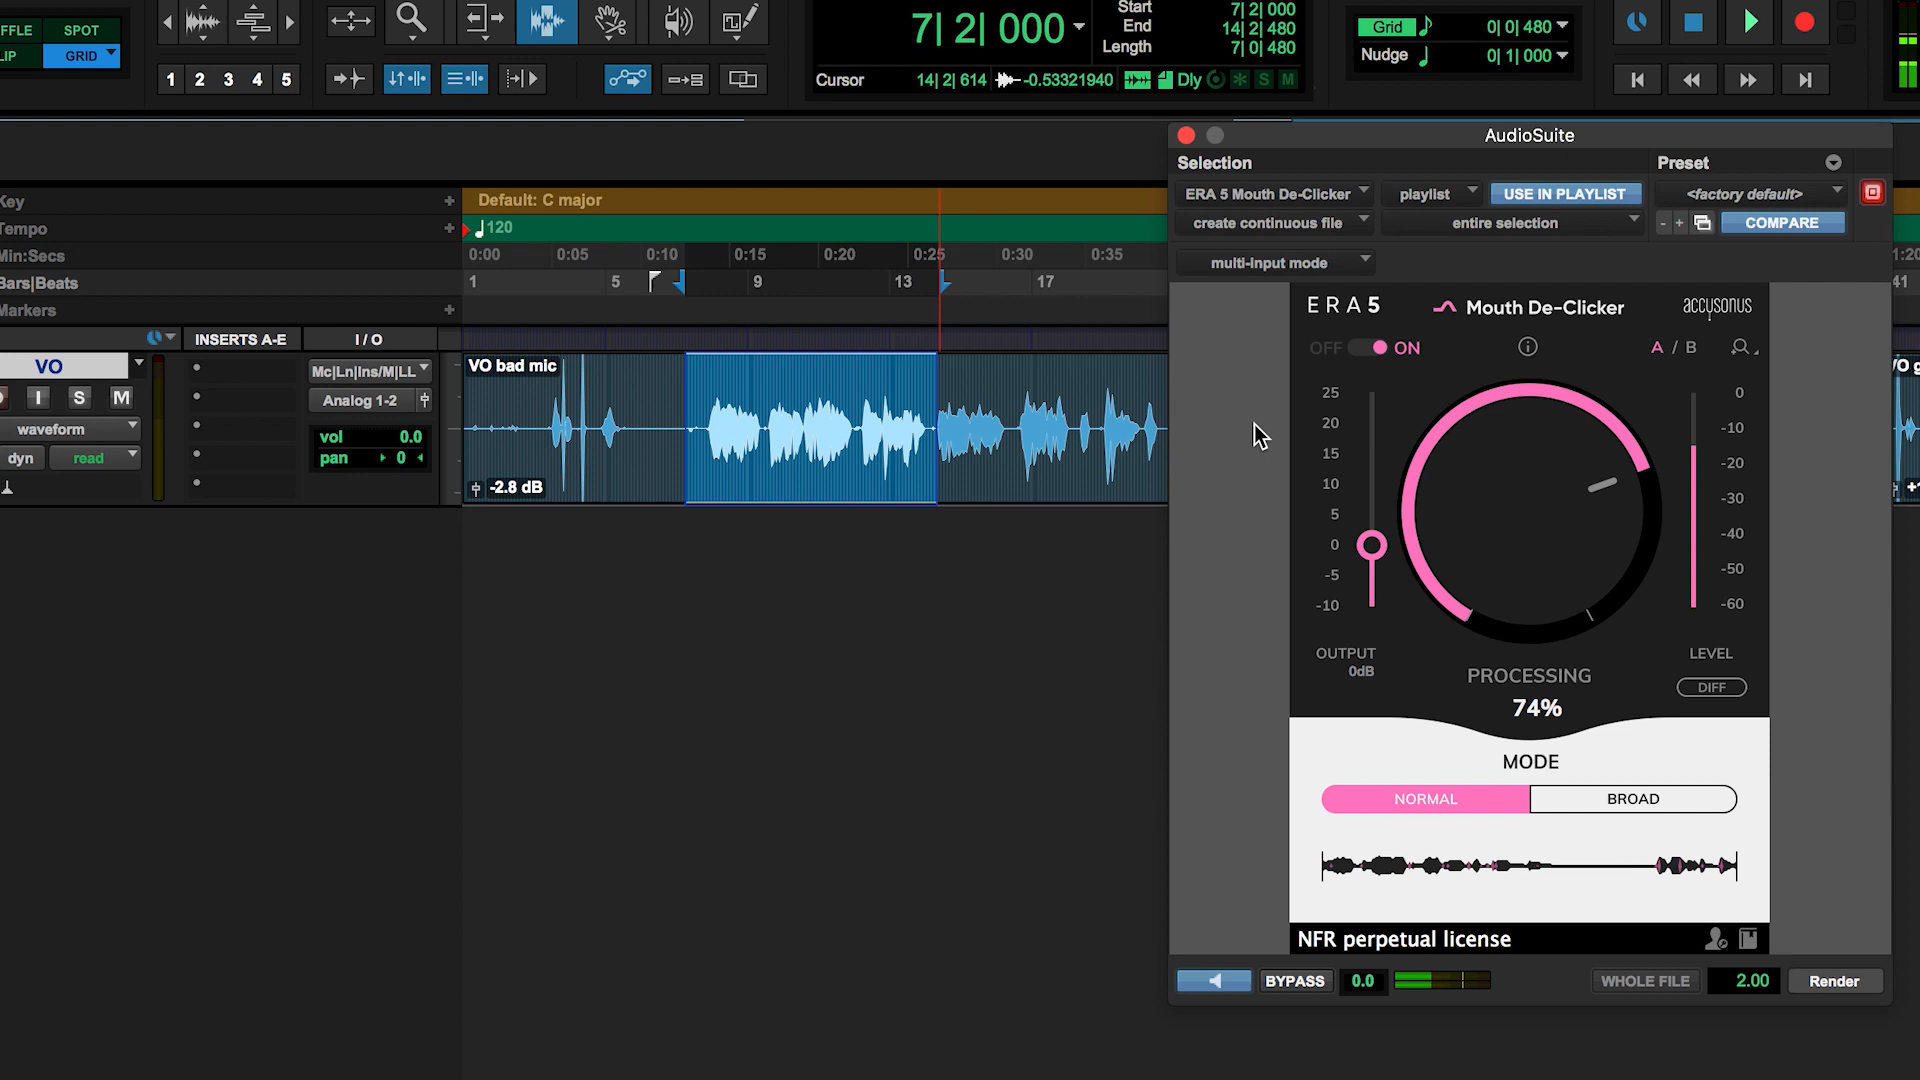 FFLE SPOT
LIP GRID
1 2 3 4 5
7| 2| 000
Start 7| 2| 000
End 14| 2| 480
Length 7| 0| 480
Cursor 14| 2| 614 -0.53321940 Dly S M
Grid 0| 0| 480
Nudge 0| 1| 000
AudioSuite
Selection Preset
ERA 5 Mouth De-Clicker playlist USE IN PLAYLIST <factory default>
create continuous file entire selection - + COMPARE
multi-input mode
Key + Default: C major
Tempo + 120
Min:Secs 0:00 0:05 0:10 0:15 0:20 0:25 0:30 0:35 1:20
Bars|Beats 1 5 9 13 17 41
Markers +
INSERTS A-E I / O
VO
I S M
waveform
dyn read
Mc|Ln|Ins/M|LL
Analog 1-2
vol 0.0
pan 0
VO bad mic
-2.8 dB
VO g
+1
ERA 5 Mouth De-Clicker accusonus
OFF ON A / B
25
20
15
10
5
0
-5
-10
0
-10
-20
-30
-40
-50
-60
OUTPUT
0dB
PROCESSING
74%
LEVEL
DIFF
MODE
NORMAL BROAD
NFR perpetual license
BYPASS 0.0 WHOLE FILE 2.00 Render